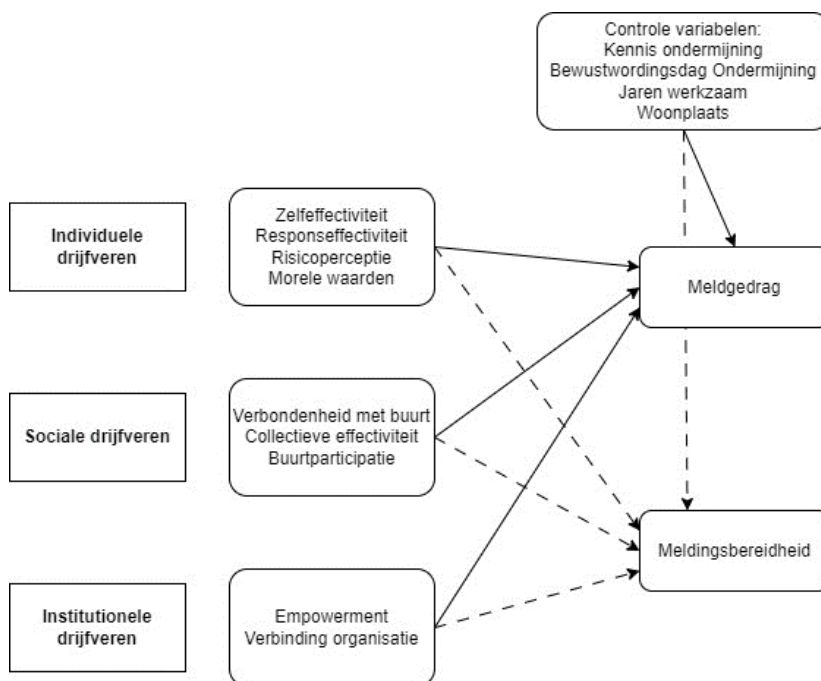 Controle variabelen:
Kennis ondermijning
Bewustwordingsdag Ondermijning
Jaren werkzaam
Woonplaats
Individuele
drijfveren
Zelfeffectiviteit
Responseffectiviteit
Risicoperceptie
Morele waarden
Meldgedrag
Sociale drijfveren
Verbondenheid met buurt
Collectieve effectiviteit
Buurtparticipatie
Meldingsbereidheid
Institutionele
drijfveren
Empowerment
Verbinding organisatie